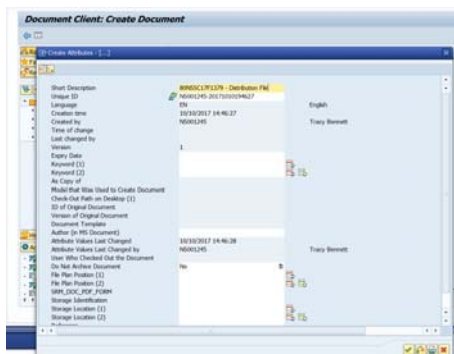 Document Client: Create Document
Create Attributes - [...]
Short Description 80NSSC17F1379 - Distribution File
Unique ID NS001245-20171010194627
Language EN English
Creation time 10/10/2017 14:46:27
Created by NS001245 Tracy Bennett
Time of change
Last changed by
Version 1
Expiry Date
Keyword (1)
Keyword (2)
As Copy of
Model that Was Used to Create Document
Check-Out Path on Desktop (1)
ID of Original Document
Version of Original Document
Document Template
Author (in MS Document)
Attribute Values Last Changed 10/10/2017 14:46:28
Attribute Values Last Changed by NS001245 Tracy Bennett
User Who Checked Out the Document
Do Not Archive Document No
File Plan Position (1)
File Plan Position (2)
SRM_DOC_PDF_FORM
Storage Identification
Storage Location (1)
Storage Location (2)